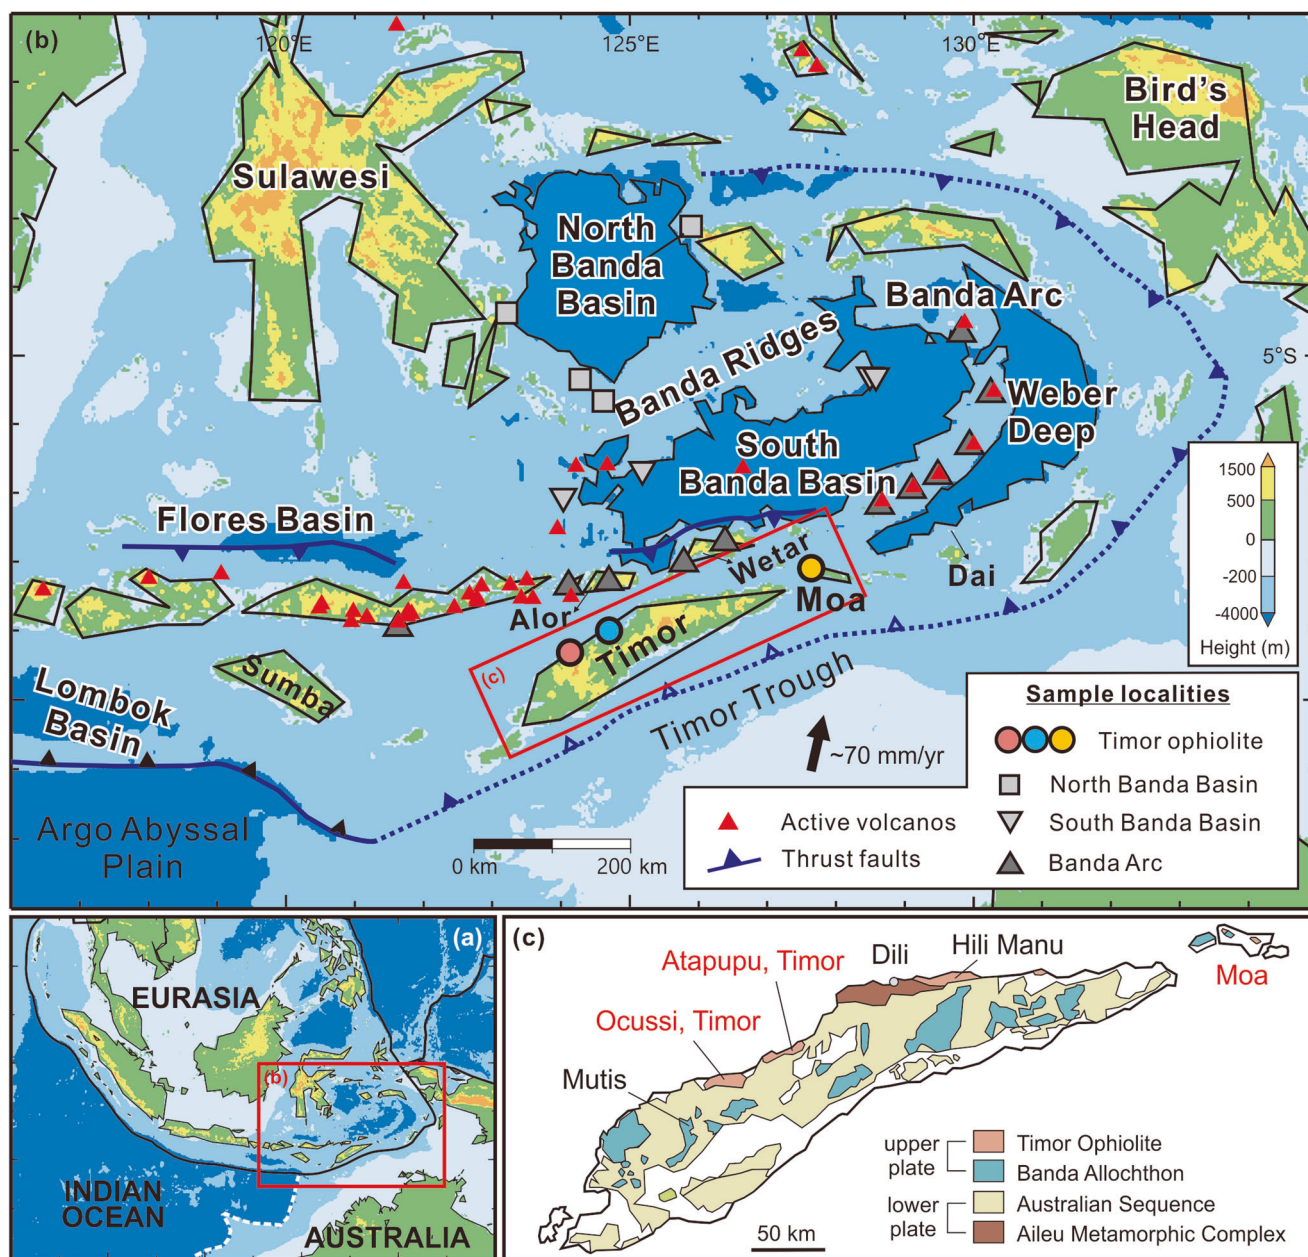 (b)
120°E
125°E
130°E
Bird's
Head
Sulawesi
North
Banda
Basin
Banda Arc
5°S
Banda Ridges
Weber
Deep
South
Banda Basin
Flores Basin
Wetar
Dai
Alor
Moa
Timor
(c)
Sumba
Lombok
Basin
Timor Trough
~70 mm/yr
Argo Abyssal
Plain
0 km
200 km
1500
500
0
-200
-4000
Height (m)
Sample localities
Timor ophiolite
North Banda Basin
South Banda Basin
Banda Arc
Active volcanos
Thrust faults
(a)
EURASIA
(b)
INDIAN
OCEAN
AUSTRALIA
(c)
Hili Manu
Dili
Atapupu, Timor
Moa
Ocussi, Timor
Mutis
50 km
upper
plate
Timor Ophiolite
Banda Allochthon
lower
plate
Australian Sequence
Aileu Metamorphic Complex